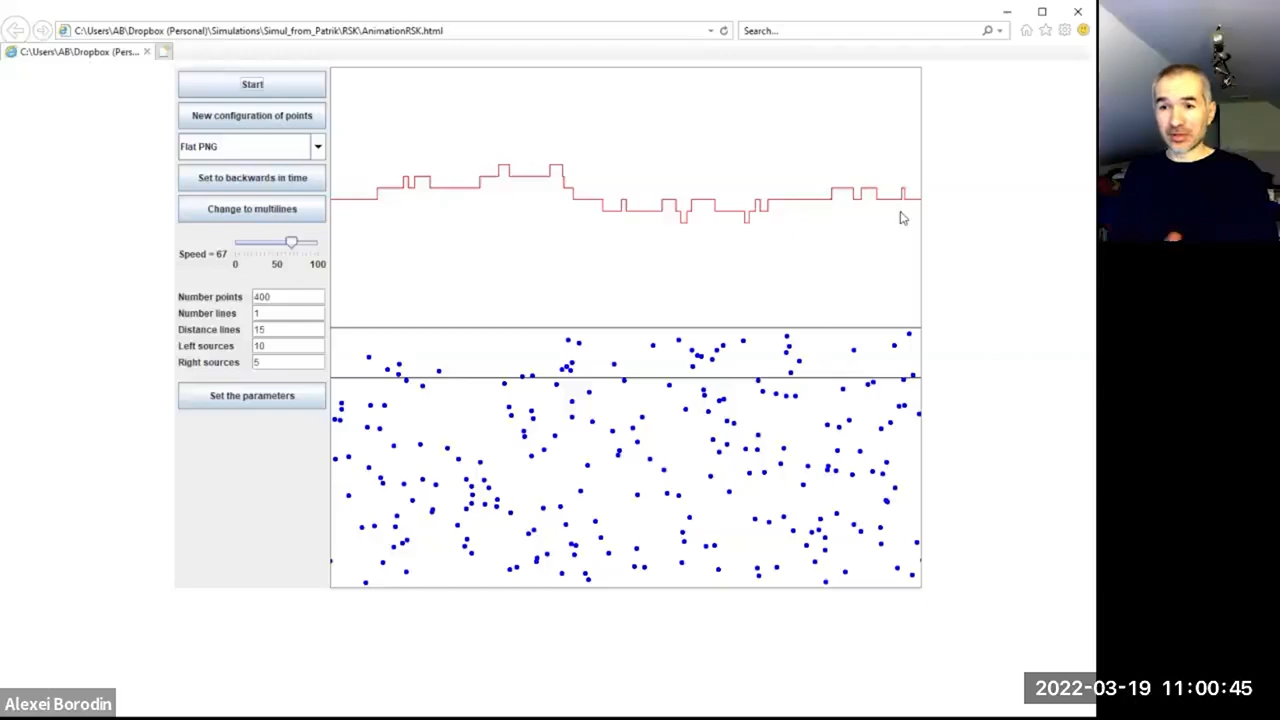 C:\Users\AB\Dropbox (Personal)\Simulations\Simul_from_Patrik\RSK\AnimationRSK.html
Search...
C:\Users\AB\Dropbox (Pers...
Start
New configuration of points
Flat PNG
Set to backwards in time
Change to multilines
Speed = 67
0 50 100
Number points 400
Number lines 1
Distance lines 15
Left sources 10
Right sources 5
Set the parameters
2022-03-19 11:00:45
Alexei Borodin